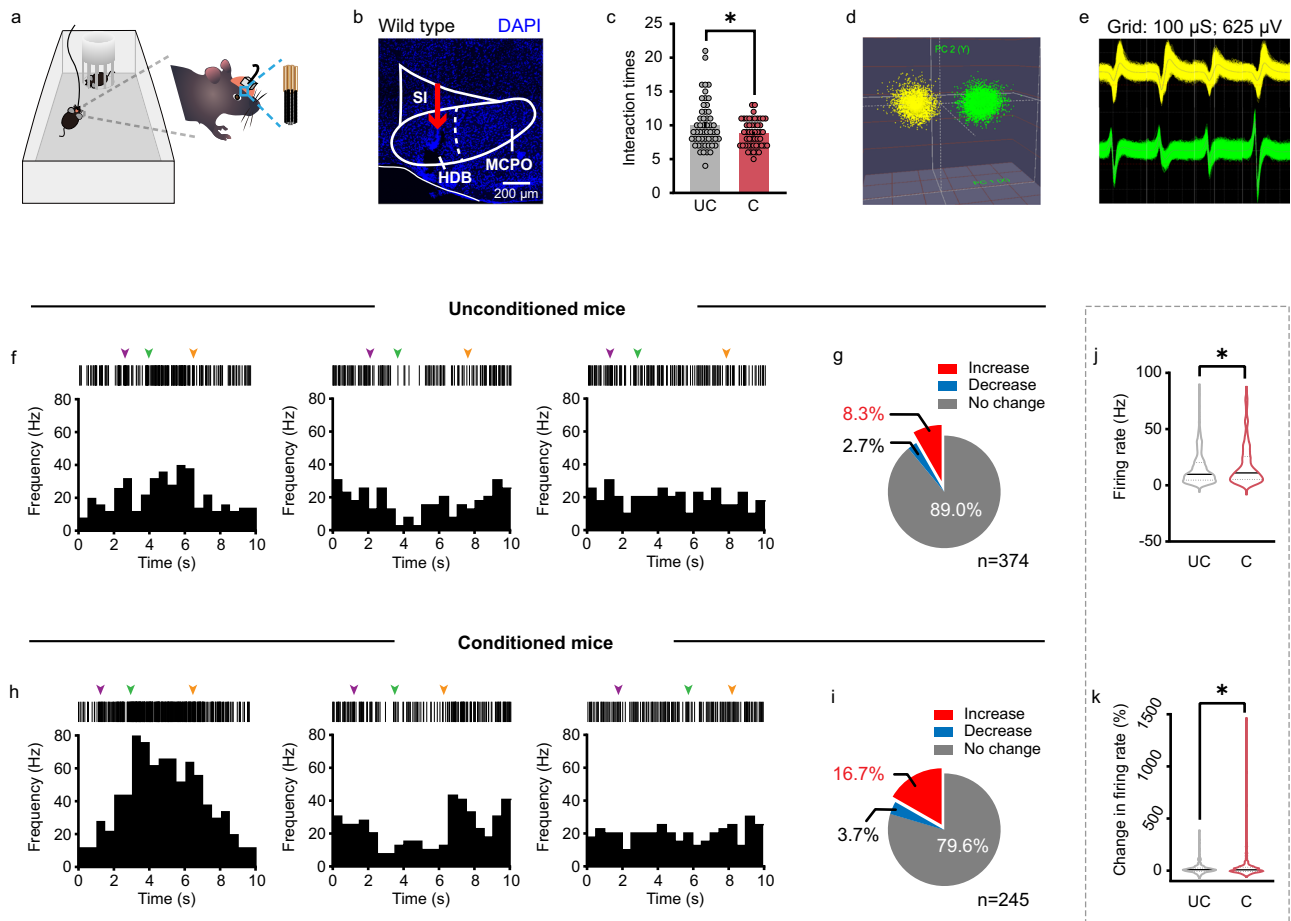 a
b
Wild type
DAPI
SI
HDB
MCPO
200 µm
c
*
Interaction times
25
20
15
10
5
0
UC
C
d
PC 2 (Y)
e
Grid: 100 µS; 625 µV
Unconditioned mice
f
Frequency (Hz)
80
60
40
20
0
0 2 4 6 8 10
Time (s)
Frequency (Hz)
80
60
40
20
0
0 2 4 6 8 10
Time (s)
Frequency (Hz)
80
60
40
20
0
0 2 4 6 8 10
Time (s)
g
Increase
Decrease
No change
8.3%
2.7%
89.0%
n=374
j
*
Firing rate (Hz)
100
50
0
-50
UC
C
Conditioned mice
h
Frequency (Hz)
80
60
40
20
0
0 2 4 6 8 10
Time (s)
Frequency (Hz)
80
60
40
20
0
0 2 4 6 8 10
Time (s)
Frequency (Hz)
80
60
40
20
0
0 2 4 6 8 10
Time (s)
i
Increase
Decrease
No change
16.7%
3.7%
79.6%
n=245
k
*
Change in firing rate (%)
1500
1000
500
0
UC
C